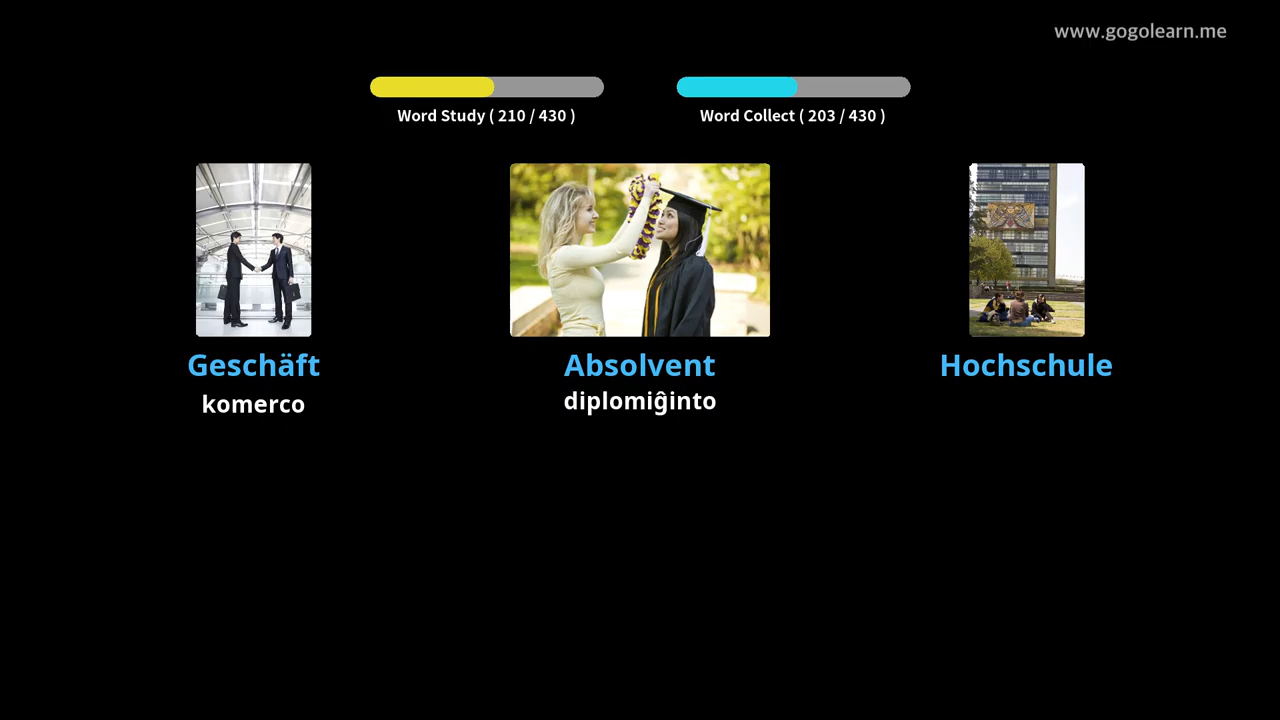 www.gogolearn.me
Word Study ( 210 / 430 )
Word Collect ( 203 / 430 )
Geschäft
Absolvent
Hochschule
komerco
diplomiĝinto